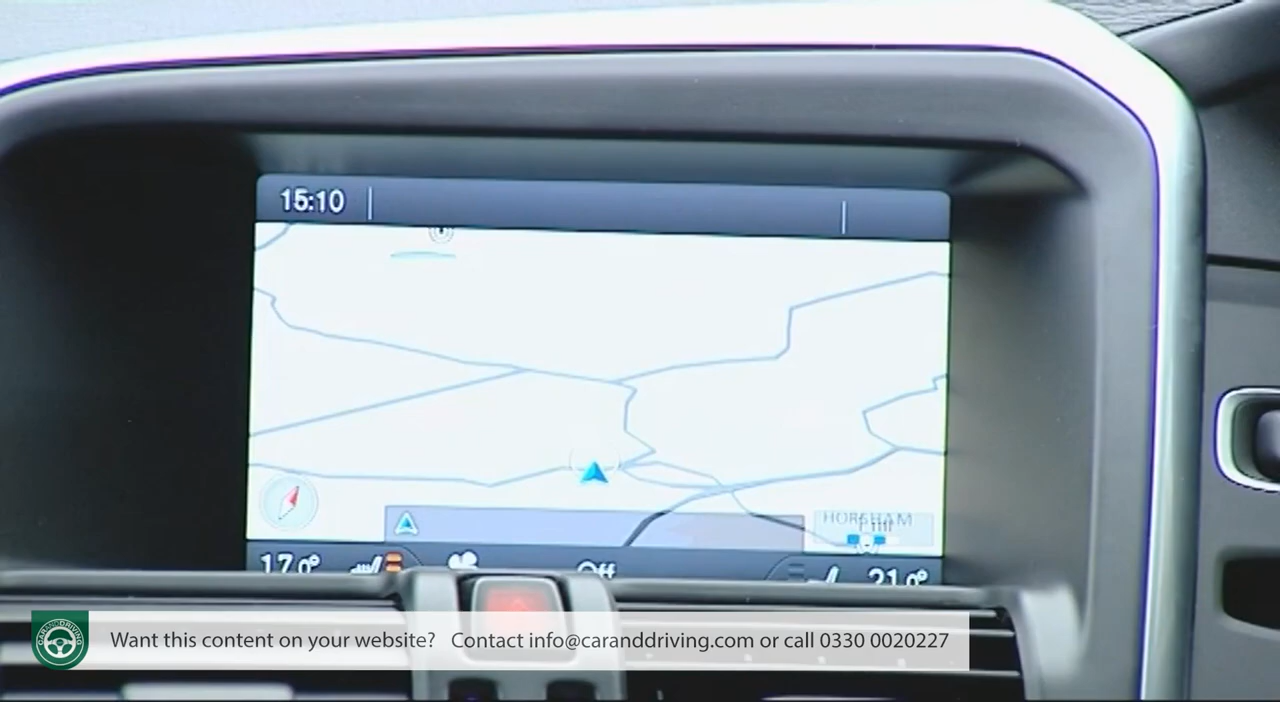 15:10
HORSHAM
17.0°
Off
21.0°
CARANDDRIVING
Want this content on your website? Contact info@caranddriving.com or call 0330 0020227